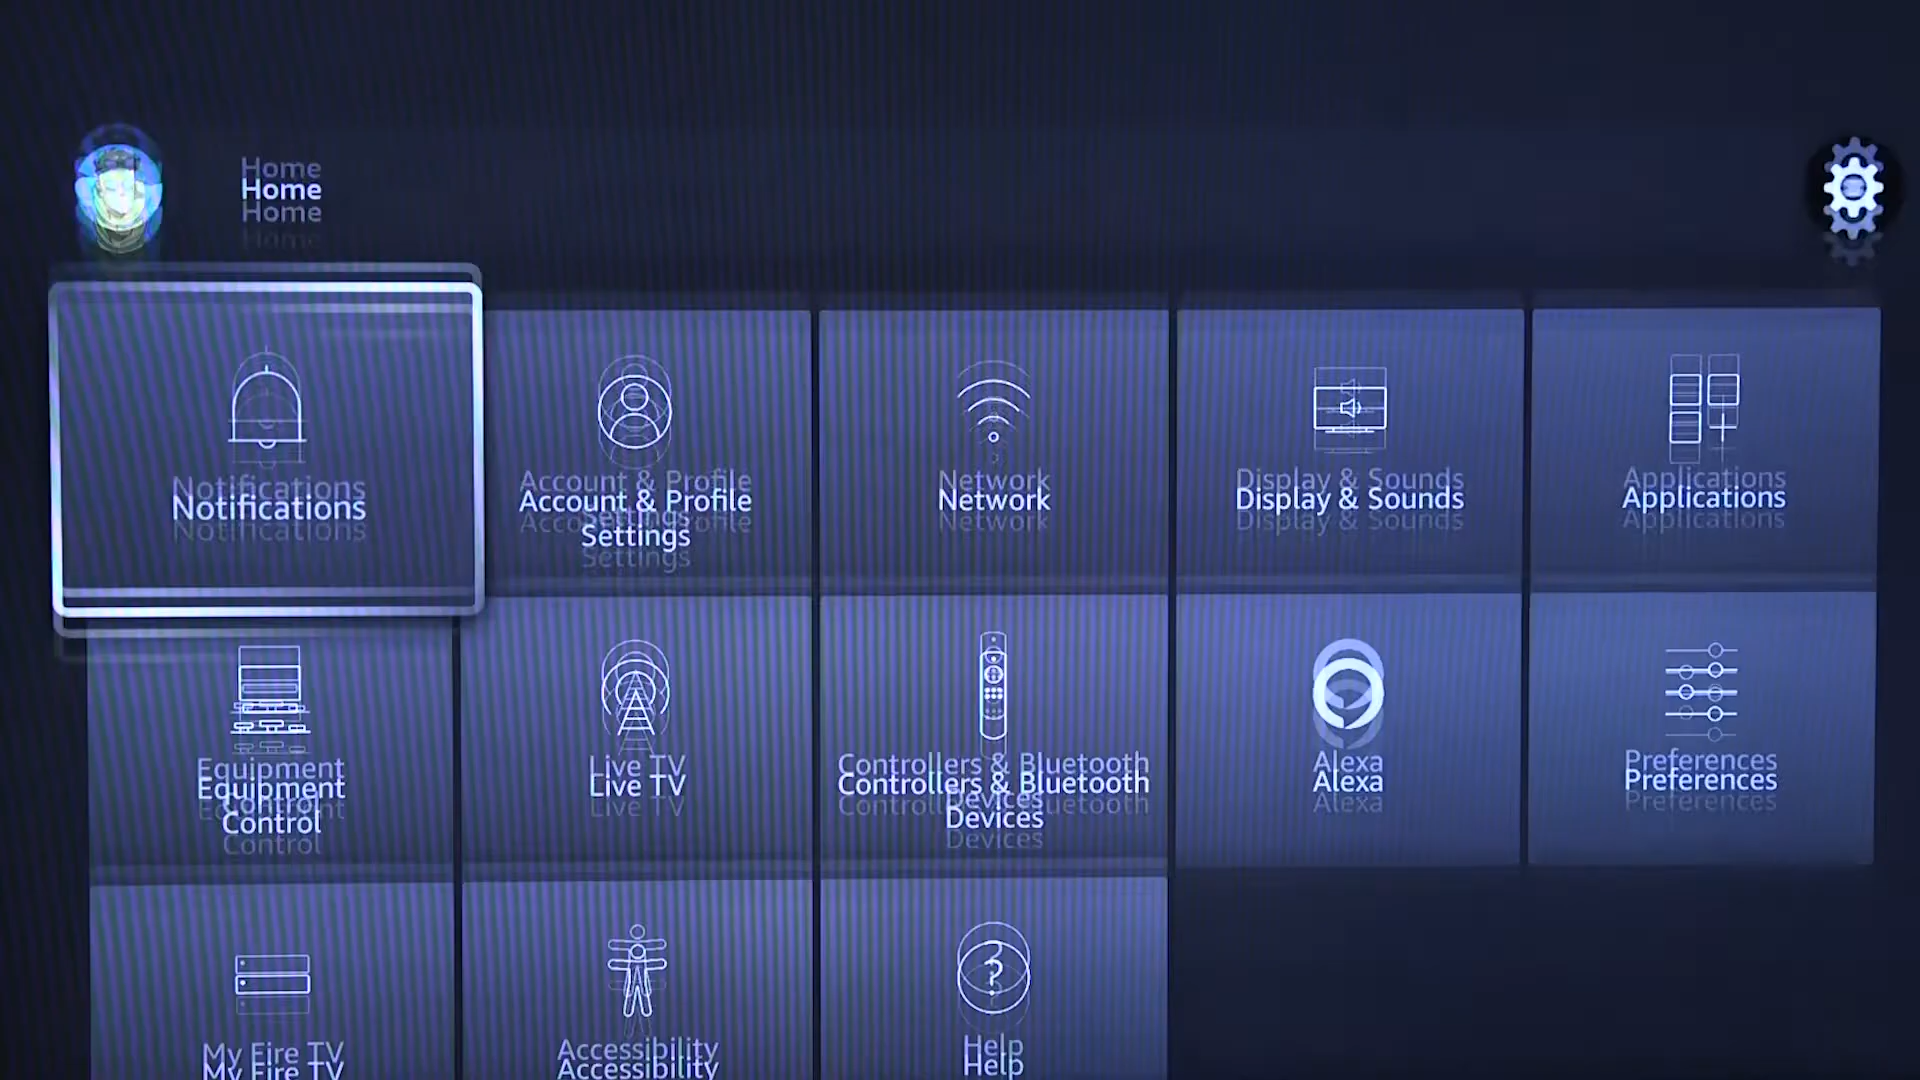 Home
Notifications
Account & Profile
Settings
Network
Display & Sounds
Applications
Equipment
Control
Live TV
Controllers & Bluetooth
Devices
Alexa
Preferences
My Fire TV
Accessibility
Help